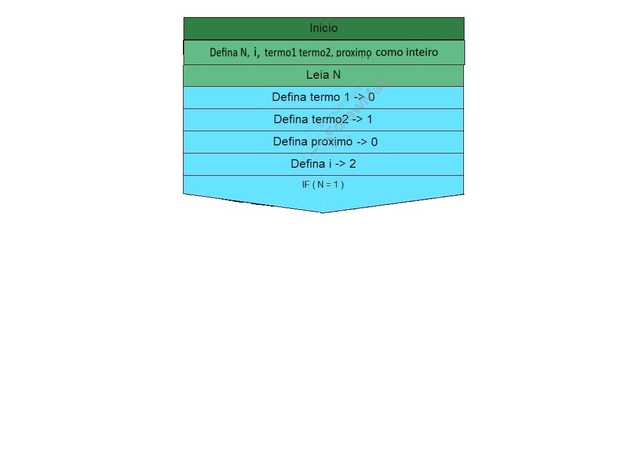 Inicio
Defina N, i, termo1 termo2, proximo como inteiro
Leia N
Defina termo 1 -> 0
Defina termo2 -> 1
Defina proximo -> 0
Defina i -> 2
IF ( N = 1 )